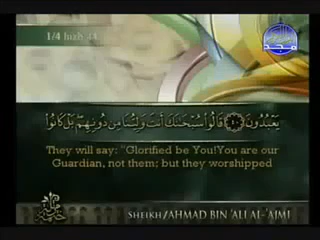 1/4 hizb 44
يَعْبُدُونَ ﴿٤٠﴾ قَالُوا سُبْحَانَكَ أَنتَ وَلِيُّنَا مِن دُونِهِم بَلْ كَانُوا
They will say: "Glorified be You!You are our
Guardian, not them; but they worshipped
SHEIKH/AHMAD BIN 'ALI AL-'AJMI